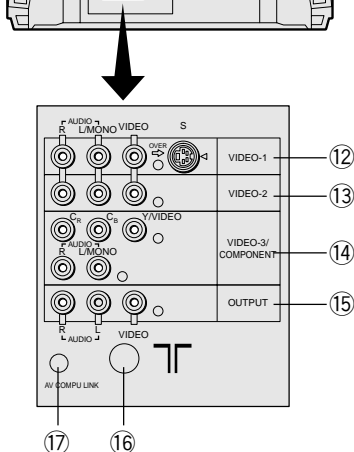 AUDIO
R L/MONO VIDEO S
OVER
VIDEO-1 ⑫
VIDEO-2 ⑬
CR CB Y/VIDEO
AUDIO
R L/MONO
VIDEO-3/
COMPONENT ⑭
OUTPUT ⑮
R L VIDEO
AUDIO
AV COMPU LINK
⑰ ⑯